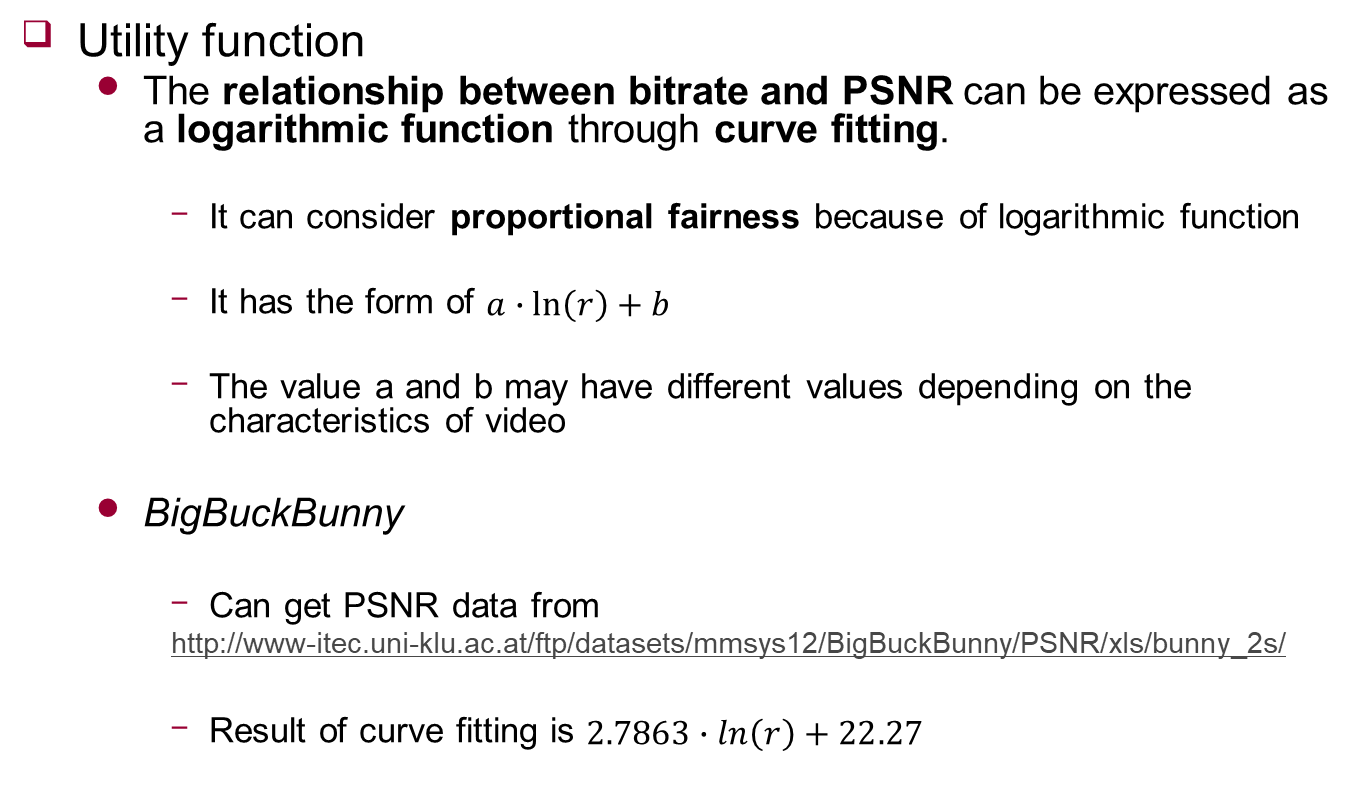 Utility function
The relationship between bitrate and PSNR can be expressed as
a logarithmic function through curve fitting.
− It can consider proportional fairness because of logarithmic function
− It has the form of a · ln(r) + b
− The value a and b may have different values depending on the
characteristics of video
BigBuckBunny
− Can get PSNR data from
http://www-itec.uni-klu.ac.at/ftp/datasets/mmsys12/BigBuckBunny/PSNR/xls/bunny_2s/
− Result of curve fitting is 2.7863 · ln(r) + 22.27